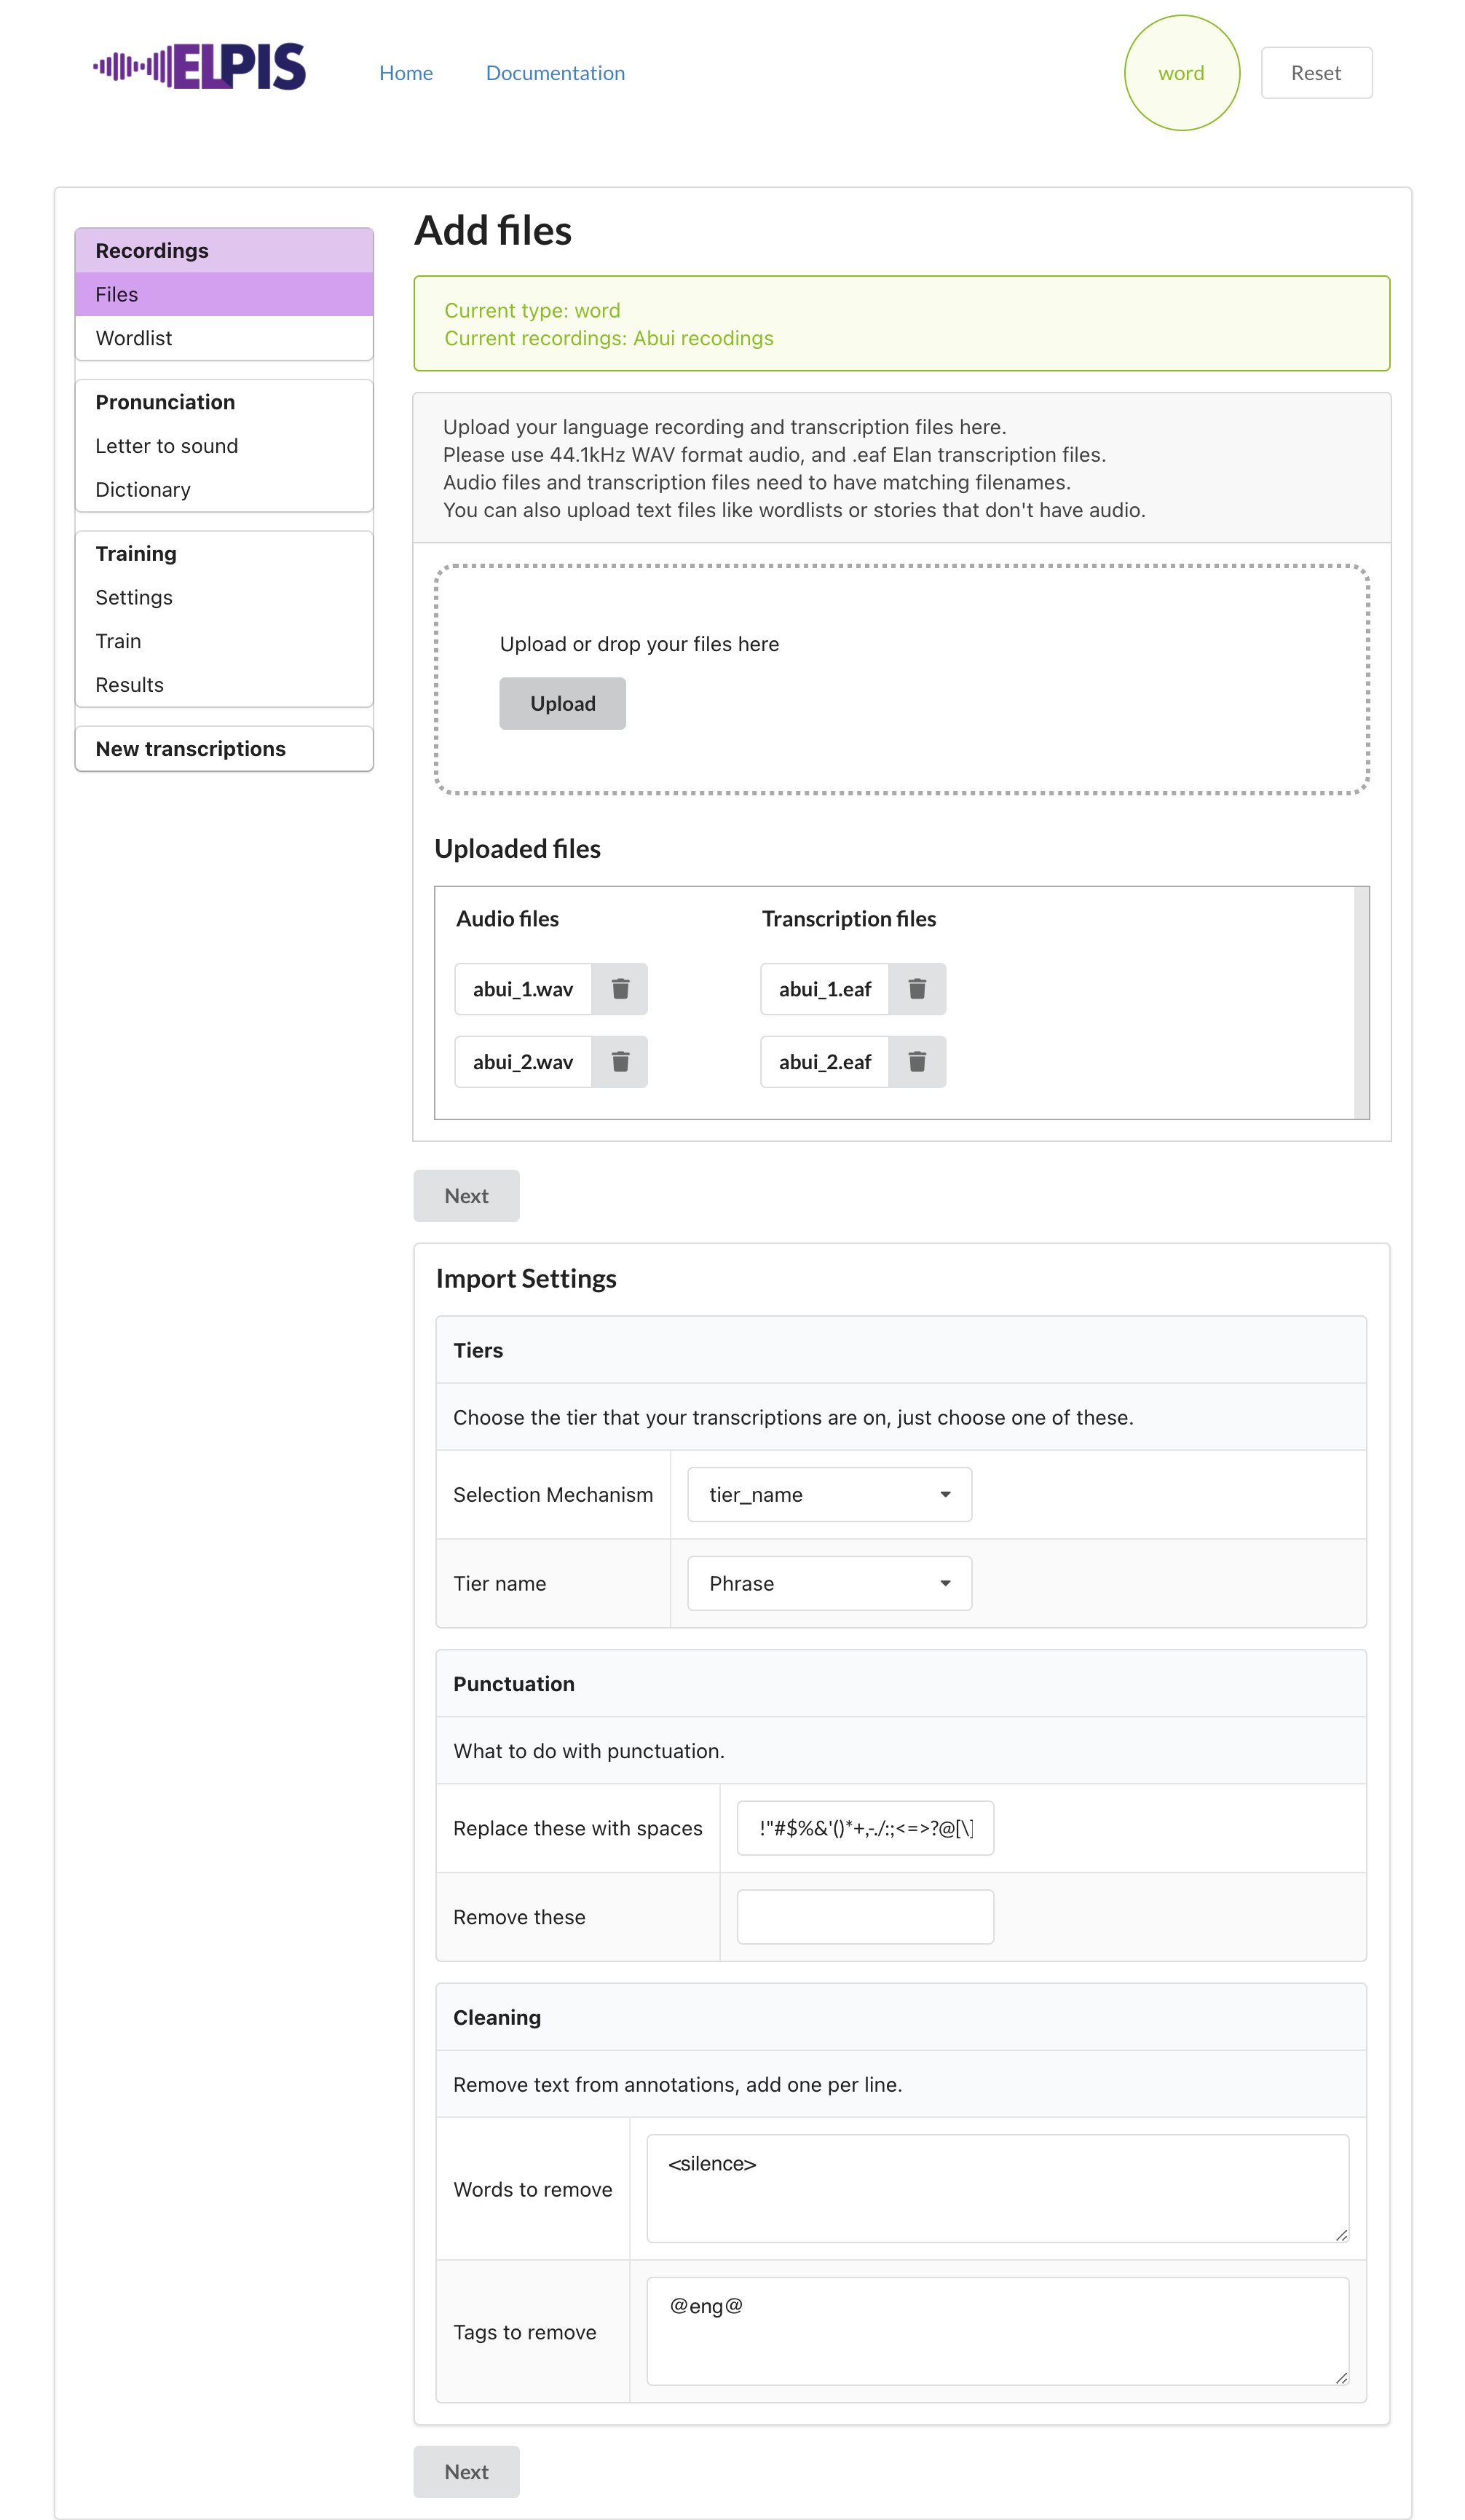 ELPIS
Home
Documentation
word
Reset
Recordings
Files
Wordlist
Pronunciation
Letter to sound
Dictionary
Training
Settings
Train
Results
New transcriptions
Add files
Current type: word
Current recordings: Abui recodings
Upload your language recording and transcription files here.
Please use 44.1kHz WAV format audio, and .eaf Elan transcription files.
Audio files and transcription files need to have matching filenames.
You can also upload text files like wordlists or stories that don't have audio.
Upload or drop your files here
Upload
Uploaded files
Audio files
Transcription files
abui_1.wav
abui_1.eaf
abui_2.wav
abui_2.eaf
Next
Import Settings
Tiers
Choose the tier that your transcriptions are on, just choose one of these.
Selection Mechanism
tier_name
Tier name
Phrase
Punctuation
What to do with punctuation.
Replace these with spaces
!"#$%&'()*+,-./:;<=>?@[\]
Remove these
Cleaning
Remove text from annotations, add one per line.
Words to remove
<silence>
Tags to remove
@eng@
Next